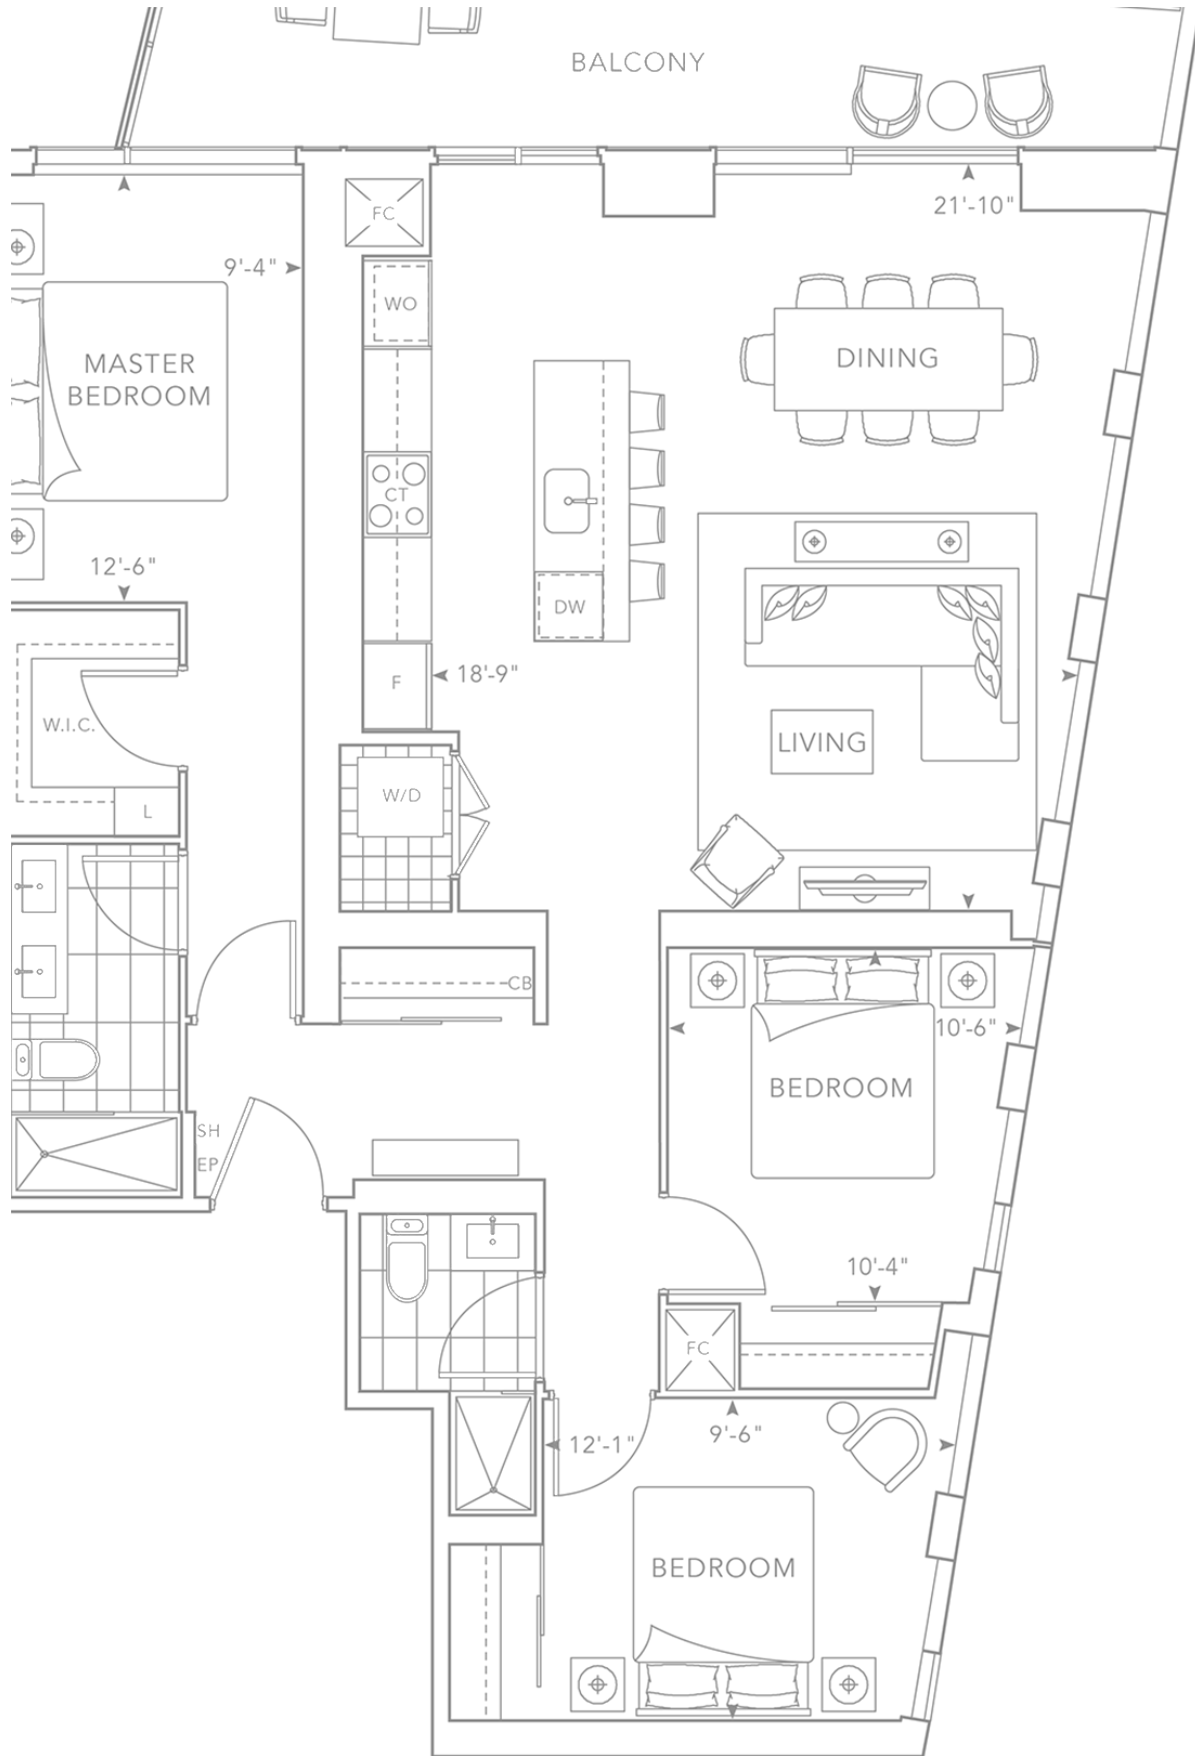 BALCONY
FC
21'-10"
9'-4"
WO
MASTER
BEDROOM
DINING
CT
12'-6"
DW
F
18'-9"
W.I.C.
LIVING
W/D
L
CB
10'-6"
BEDROOM
SH
EP
10'-4"
FC
9'-6"
12'-1"
BEDROOM